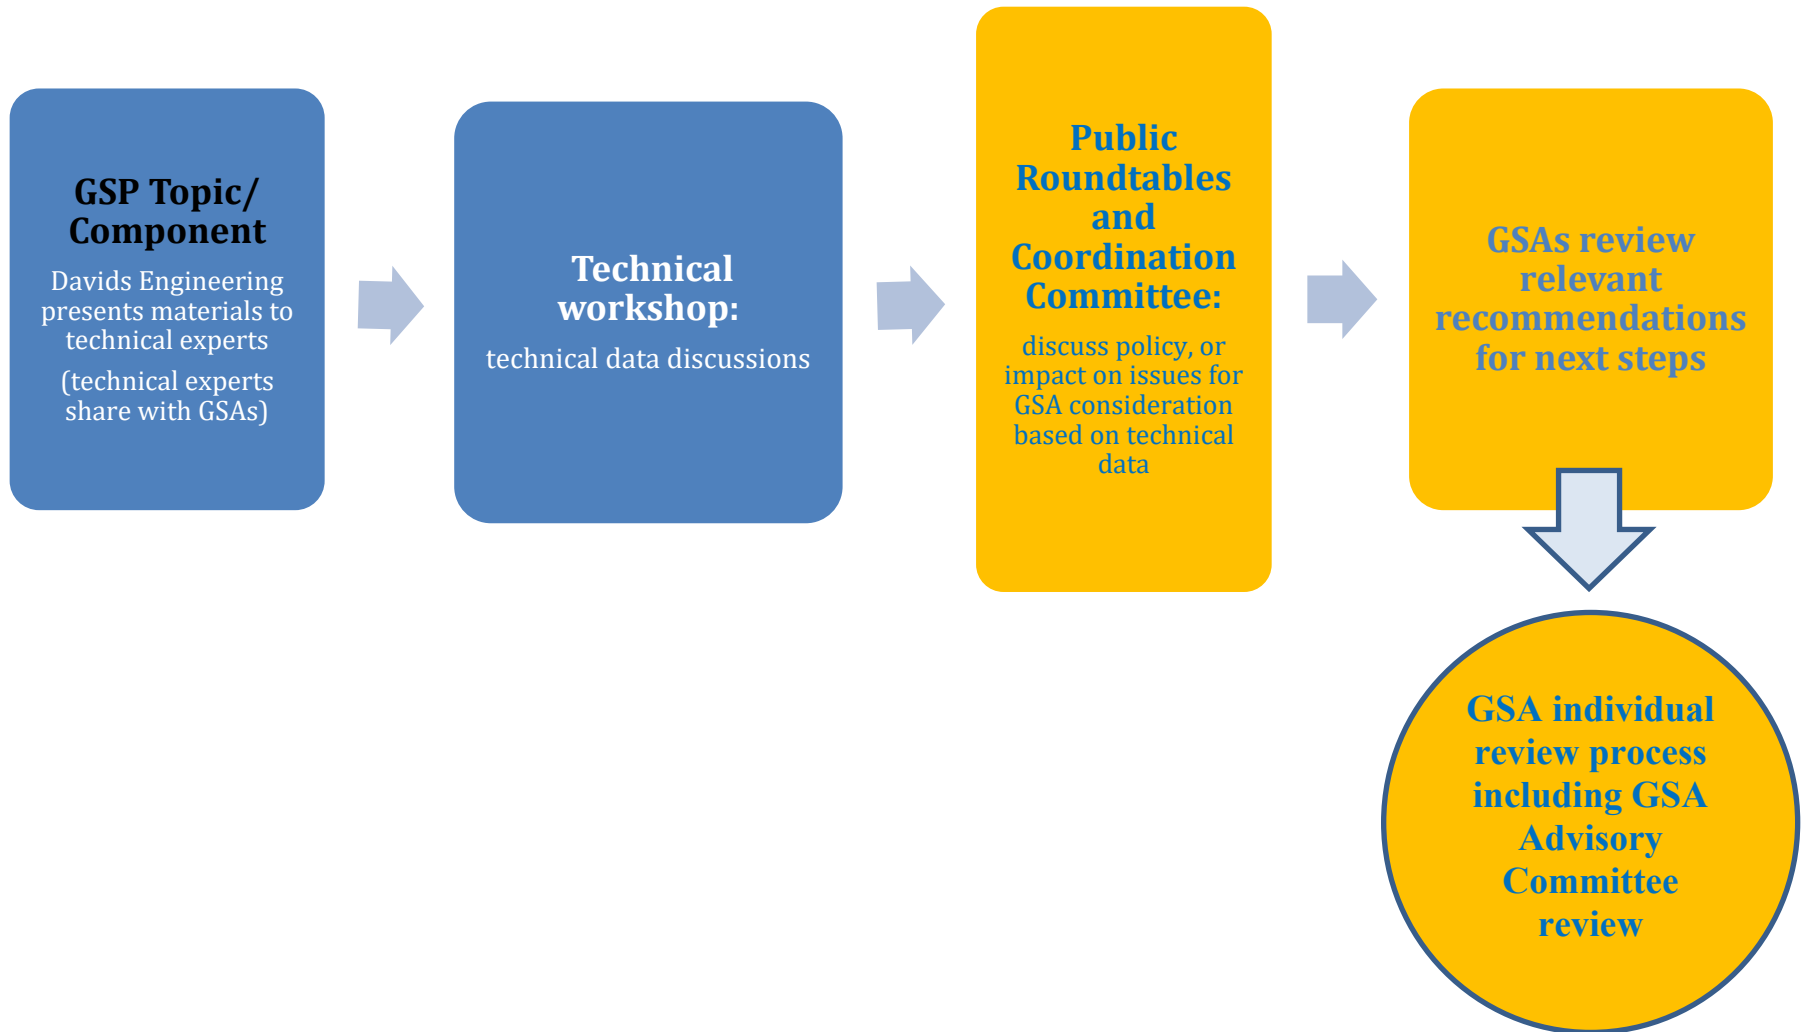 GSP Topic/
Component
Davids Engineering
presents materials to
technical experts
(technical experts
share with GSAs)
Technical
workshop:
technical data discussions
Public
Roundtables
and
Coordination
Committee:
discuss policy, or
impact on issues for
GSA consideration
based on technical
data
GSAs review
relevant
recommendations
for next steps
GSA individual
review process
including GSA
Advisory
Committee
review